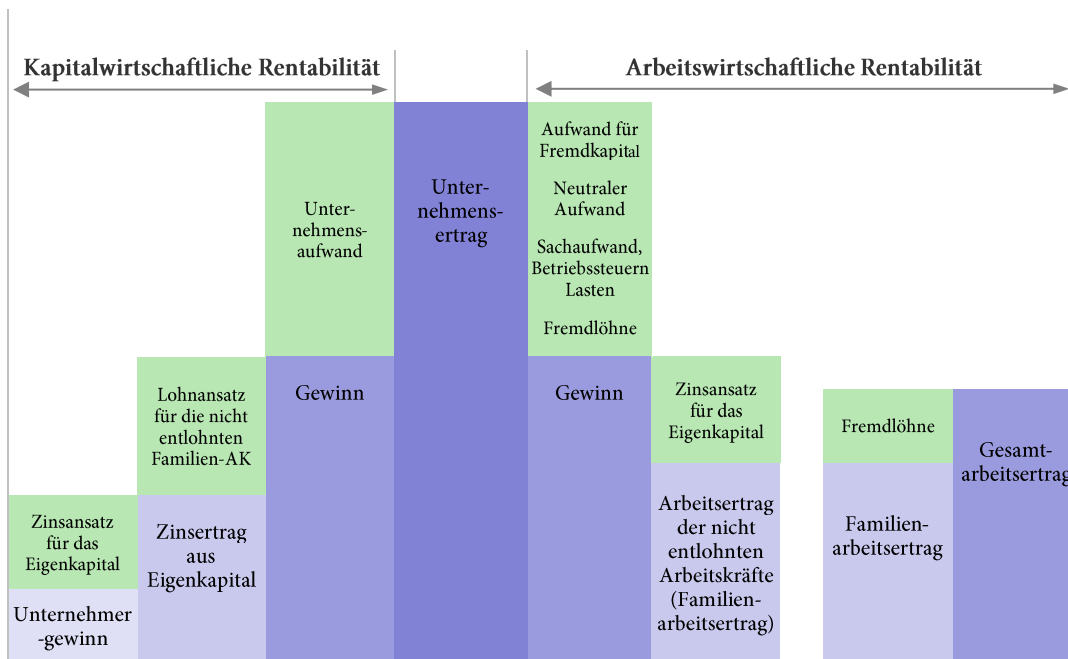 Kapitalwirtschaftliche Rentabilität
Arbeitswirtschaftliche Rentabilität
Zinsansatz
für das
Eigenkapital
Unternehmer
-gewinn
Lohnansatz
für die nicht
entlohnten
Familien-AK
Zinsertrag
aus
Eigenkapital
Unter-
nehmens-
aufwand
Gewinn
Unter-
nehmens-
ertrag
Aufwand für
Fremdkapital
Neutraler
Aufwand
Sachaufwand,
Betriebssteuern
Lasten
Fremdlöhne
Gewinn
Zinsansatz
für das
Eigenkapital
Arbeitsertrag
der nicht
entlohnten
Arbeitskräfte
(Familien-
arbeitsertrag)
Fremdlöhne
Familien-
arbeitsertrag
Gesamt-
arbeitsertrag